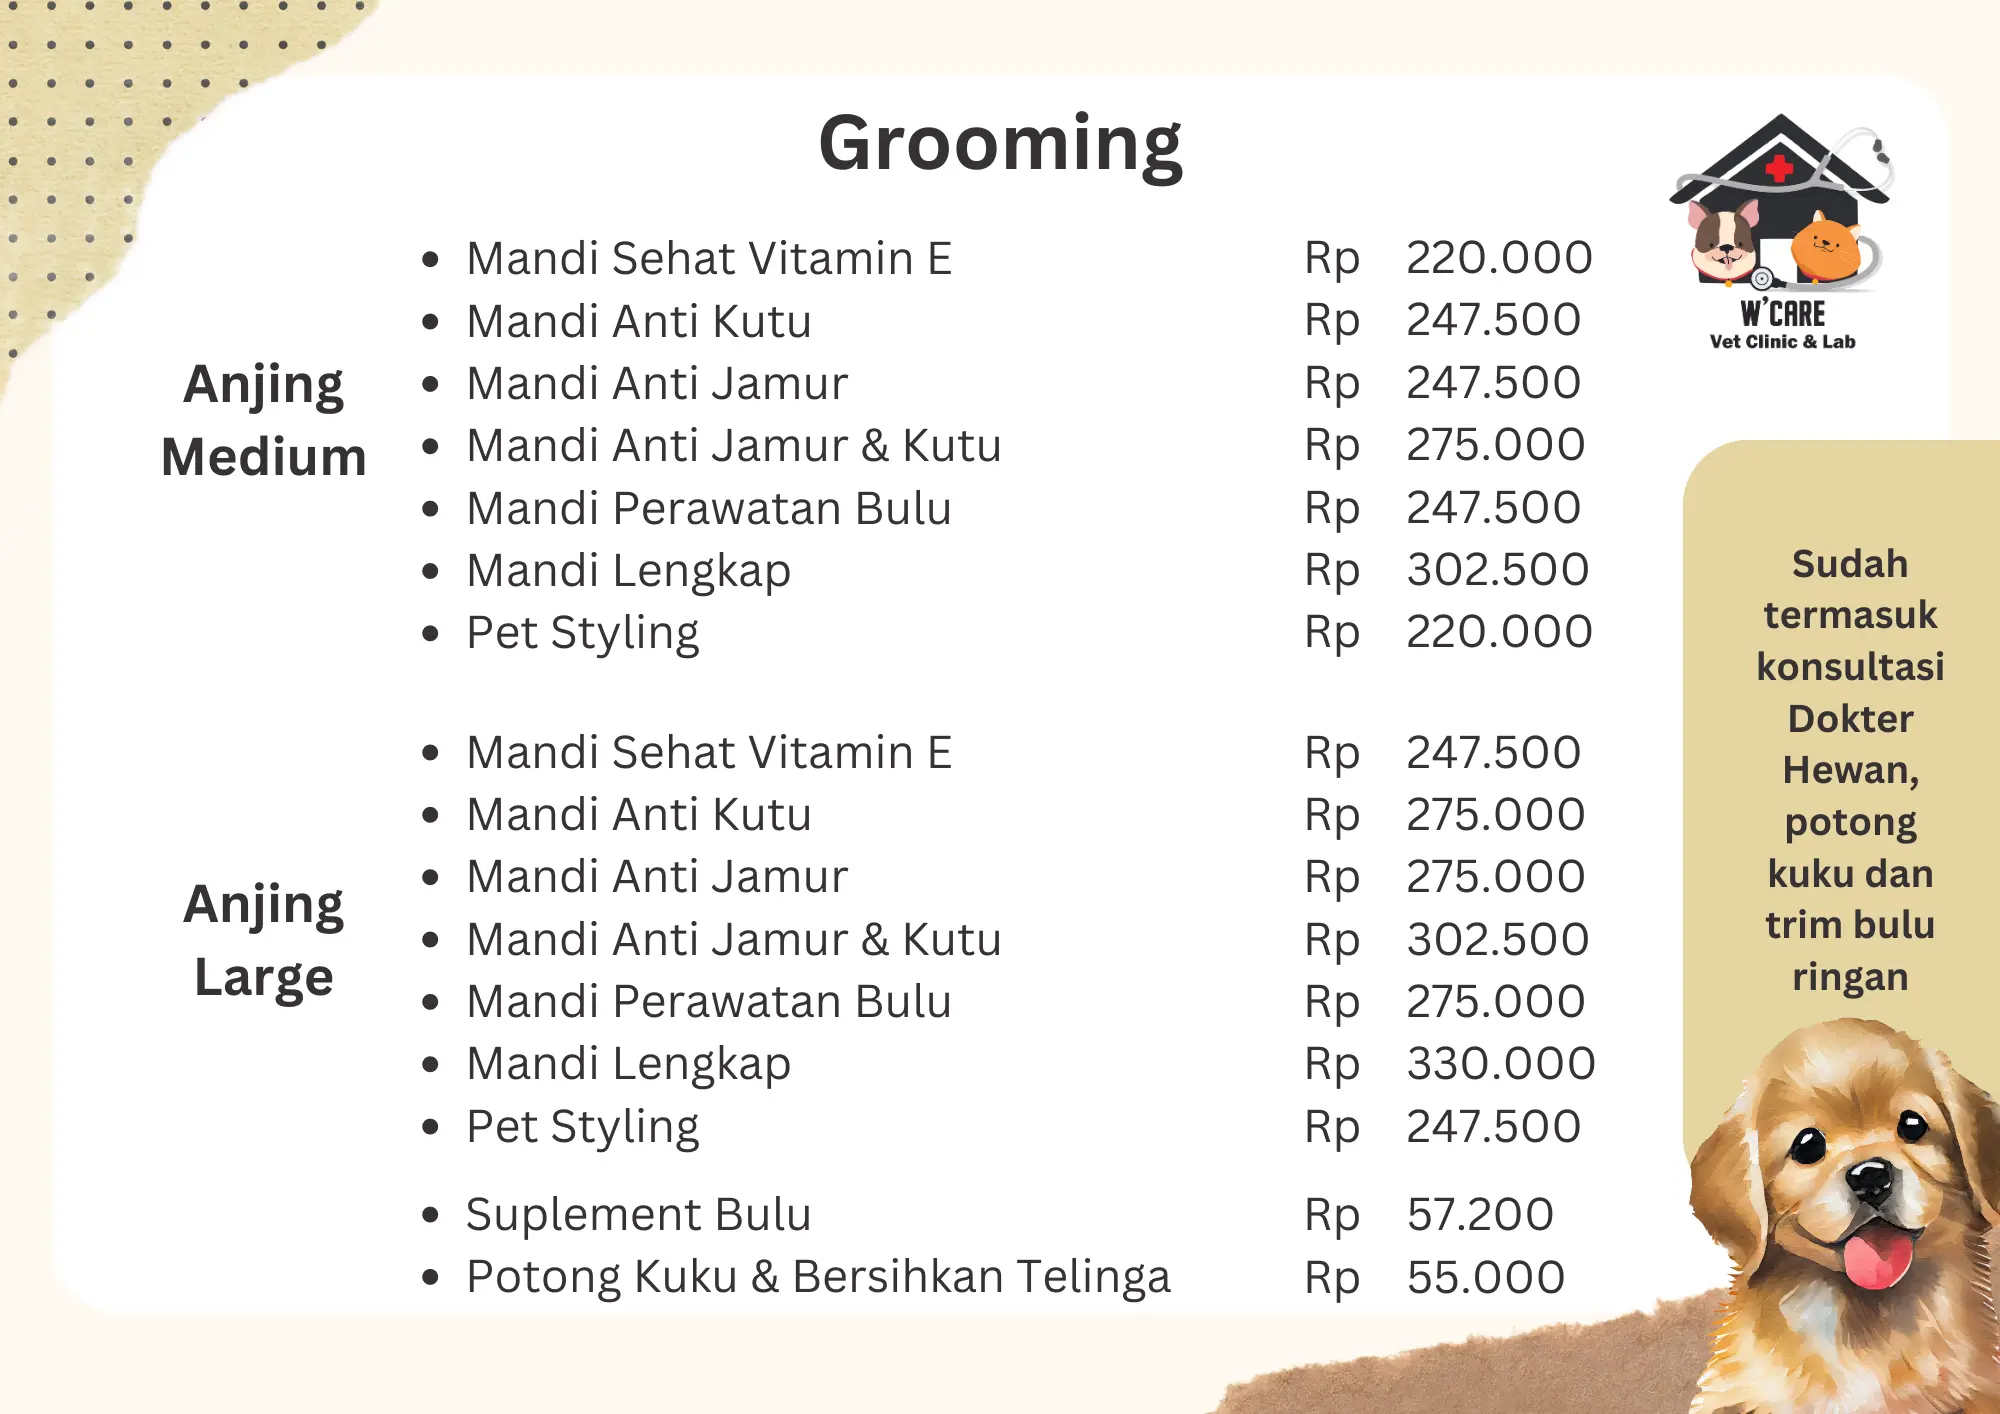 Grooming
W'CARE
Vet Clinic & Lab
Anjing
Medium
• Mandi Sehat Vitamin E Rp 220.000
• Mandi Anti Kutu Rp 247.500
• Mandi Anti Jamur Rp 247.500
• Mandi Anti Jamur & Kutu Rp 275.000
• Mandi Perawatan Bulu Rp 247.500
• Mandi Lengkap Rp 302.500
• Pet Styling Rp 220.000
Anjing
Large
• Mandi Sehat Vitamin E Rp 247.500
• Mandi Anti Kutu Rp 275.000
• Mandi Anti Jamur Rp 275.000
• Mandi Anti Jamur & Kutu Rp 302.500
• Mandi Perawatan Bulu Rp 275.000
• Mandi Lengkap Rp 330.000
• Pet Styling Rp 247.500
• Suplement Bulu Rp 57.200
• Potong Kuku & Bersihkan Telinga Rp 55.000
Sudah
termasuk
konsultasi
Dokter
Hewan,
potong
kuku dan
trim bulu
ringan